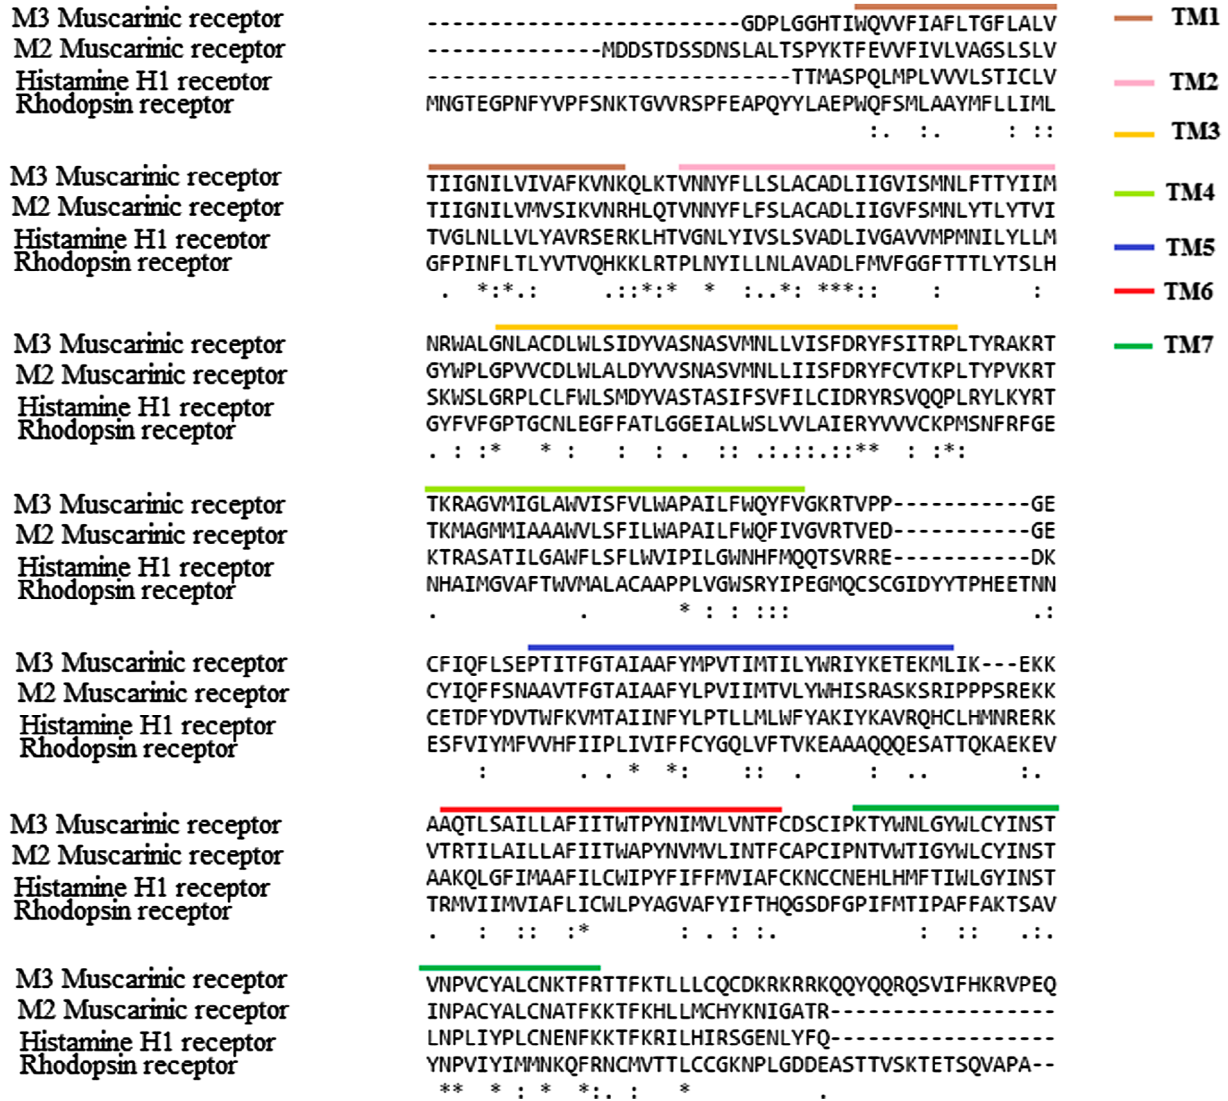 M3 Muscarinic receptor -------------------------GDPLGGHTIWQVVFIAFLTGFLALV
M2 Muscarinic receptor --------------MDDSTDSSDNSLALTSPYKTFEVVFIVLVAGSLSLV
Histamine H1 receptor -----------------------------TTMASPQLMPLVVVLSTICLV
Rhodopsin receptor MNGTEGPNFYVPFSNKTGVVRSPFEAPQYYLAEPWQFSMLAAYMFLLIML
:. :. : ::
M3 Muscarinic receptor TIIGNILVIVAFKVNKQLKTVNNYFLLSLACADLIIGVISMNLFTTYIIM
M2 Muscarinic receptor TIIGNILVMVSIKVNRHLQTVNNYFLFSLACADLIIGVFSMNLYTLYTVI
Histamine H1 receptor TVGLNLLVLYAVRSERKLHTVGNLYIVSLSVADLIVGAVVMPMNILYLLM
Rhodopsin receptor GFPINFLTLYVTVQHKKLRTPLNYILLNLAVADLFMVFGGFTTTLYTSLH
. *:*.: .::*:* * :..*: ***:: : :
M3 Muscarinic receptor NRWALGNLACDLWLSIDYVASNASVMNLLVISFDRYFSITRPLTYRAKRT
M2 Muscarinic receptor GYWPLGPVVCDLWLALDYVVSNASVMNLLIISFDRYFCVTKPLTYPVKRT
Histamine H1 receptor SKWSLGRPLCLFWLSMDYVASTASIFSVFILCIDRYRSVQQPLRYLKYRT
Rhodopsin receptor GYFVFGPTGCNLEGFFATLGGEIALWSLVVLAIERYVVVCKPMSNFRFGE
. : :* * : : : . :: .:.::.::** : :*:
M3 Muscarinic receptor TKRAGVMIGLAWVISFVLWAPAILFWQYFVGKRTVPP-----------GE
M2 Muscarinic receptor TKMAGMMIAAAWVLSFILWAPAILFWQFIVGVRTVED-----------GE
Histamine H1 receptor KTRASATILGAWFLSFLWVIPILGWNHFMQQTSVRRE-----------DK
Rhodopsin receptor NHAIMGVAFTWVMALACAAPPLVGWSRYIPEGMQCSCGIDYYTPHEETNN
. . * : : ::: .:
M3 Muscarinic receptor CFIQFLSEPTITFGTAIAAFYMPVTIMTILYWRIYKETEKMLIK---EKK
M2 Muscarinic receptor CYIQFFSNAAVTFGTAIAAFYLPVIIMTVLYWHISRASKSRIPPPSREKK
Histamine H1 receptor CETDFYDVTWFKVMTAIINFYLPTLLMLWFYAKIYKAVRQHCLHMNRERK
Rhodopsin receptor ESFVIYMFVVHFIIPLIVIFFCYGQLVFTVKEAAAQQQESATTQKAEKEV
: . . * *: :: . : .. :.
M3 Muscarinic receptor AAQTLSAILLAFIITWTPYNIMVLVNTFCDSCIPKTYWNLGYWLCYINST
M2 Muscarinic receptor VTRTILAILLAFIITWAPYNVMVLINTFCAPCIPNTVWTIGYWLCYINST
Histamine H1 receptor AAKQLGFIMAAFILCWIPYFIFFMVIAFCKNCCNEHLHMFTIWLGYINST
Rhodopsin receptor TRMVIIMVIAFLICWLPYAGVAFYIFTHQGSDFGPIFMTIPAFFAKTSAV
. : :: :* : . : :. : :: .:.
M3 Muscarinic receptor VNPVCYALCNKTFRTTFKTLLLCQCDKRKRRKQQYQQRQSVIFHKRVPEQ
M2 Muscarinic receptor INPACYALCNATFKKTFKHLLMCHYKNIGATR------------------
Histamine H1 receptor LNPLIYPLCNENFKKTFKRILHIRSGENLYFQ------------------
Rhodopsin receptor YNPVIYIMMNKQFRNCMVTTLCCGKNPLGDDEASTTVSKTETSQVAPA--
** * : * *:. : * .
TM1
TM2
TM3
TM4
TM5
TM6
TM7